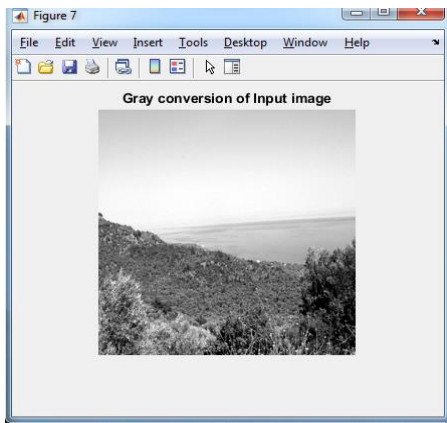 Figure 7
File Edit View Insert Tools Desktop Window Help
Gray conversion of Input image